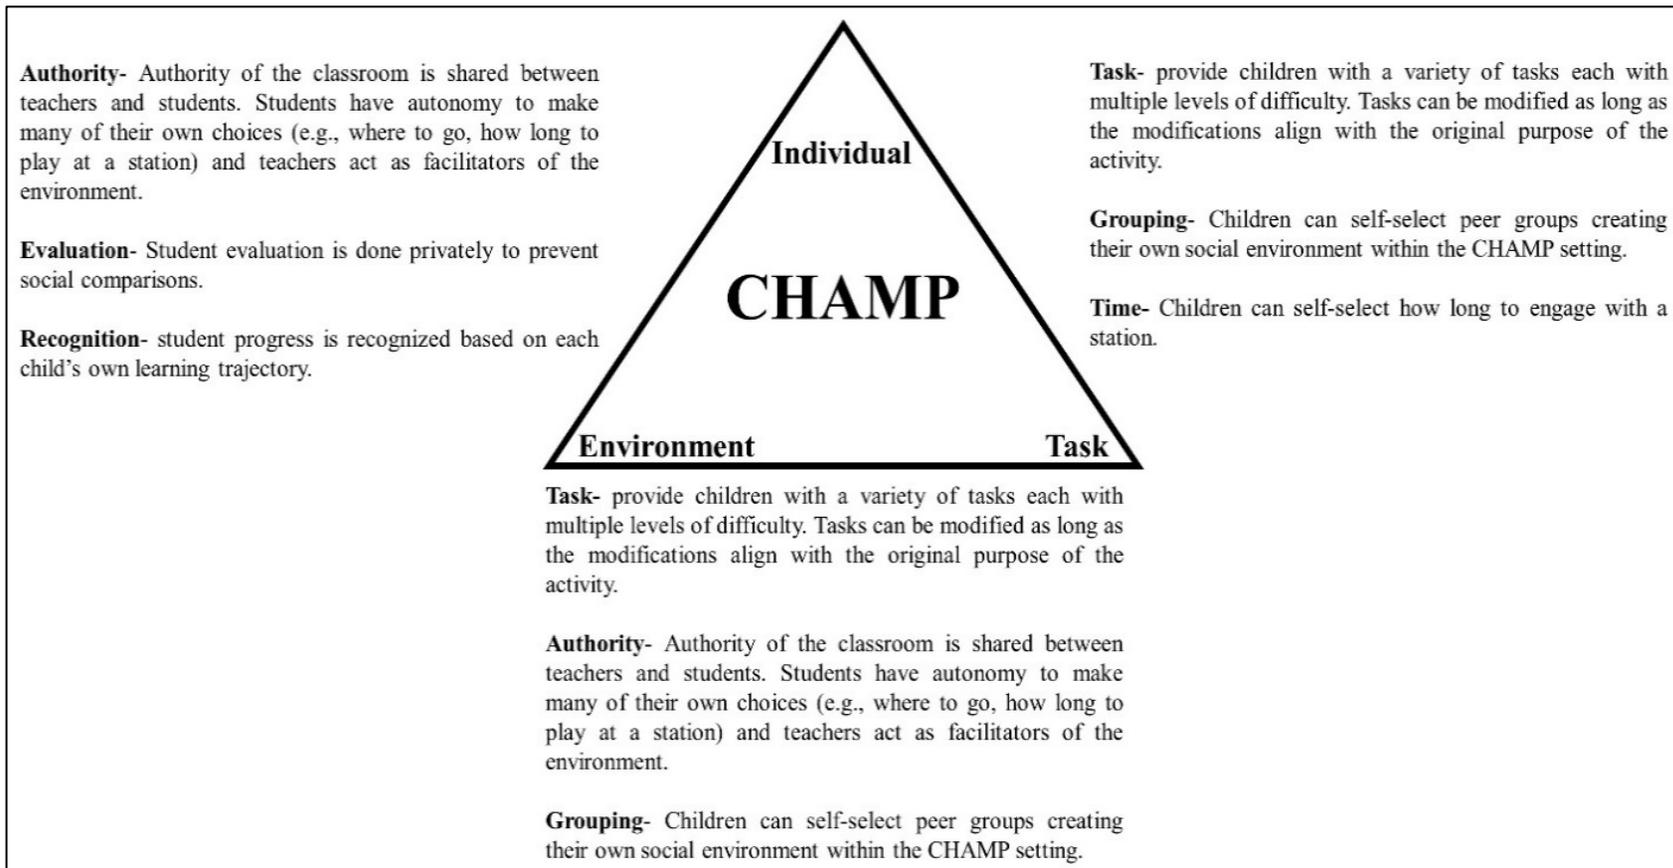 Authority- Authority of the classroom is shared between
teachers and students. Students have autonomy to make
many of their own choices (e.g., where to go, how long to
play at a station) and teachers act as facilitators of the
environment.
Evaluation- Student evaluation is done privately to prevent
social comparisons.
Recognition- student progress is recognized based on each
child’s own learning trajectory.
Individual
CHAMP
Environment
Task
Task- provide children with a variety of tasks each with
multiple levels of difficulty. Tasks can be modified as long as
the modifications align with the original purpose of the
activity.
Grouping- Children can self-select peer groups creating
their own social environment within the CHAMP setting.
Time- Children can self-select how long to engage with a
station.
Task- provide children with a variety of tasks each with
multiple levels of difficulty. Tasks can be modified as long as
the modifications align with the original purpose of the
activity.
Authority- Authority of the classroom is shared between
teachers and students. Students have autonomy to make
many of their own choices (e.g., where to go, how long to
play at a station) and teachers act as facilitators of the
environment.
Grouping- Children can self-select peer groups creating
their own social environment within the CHAMP setting.